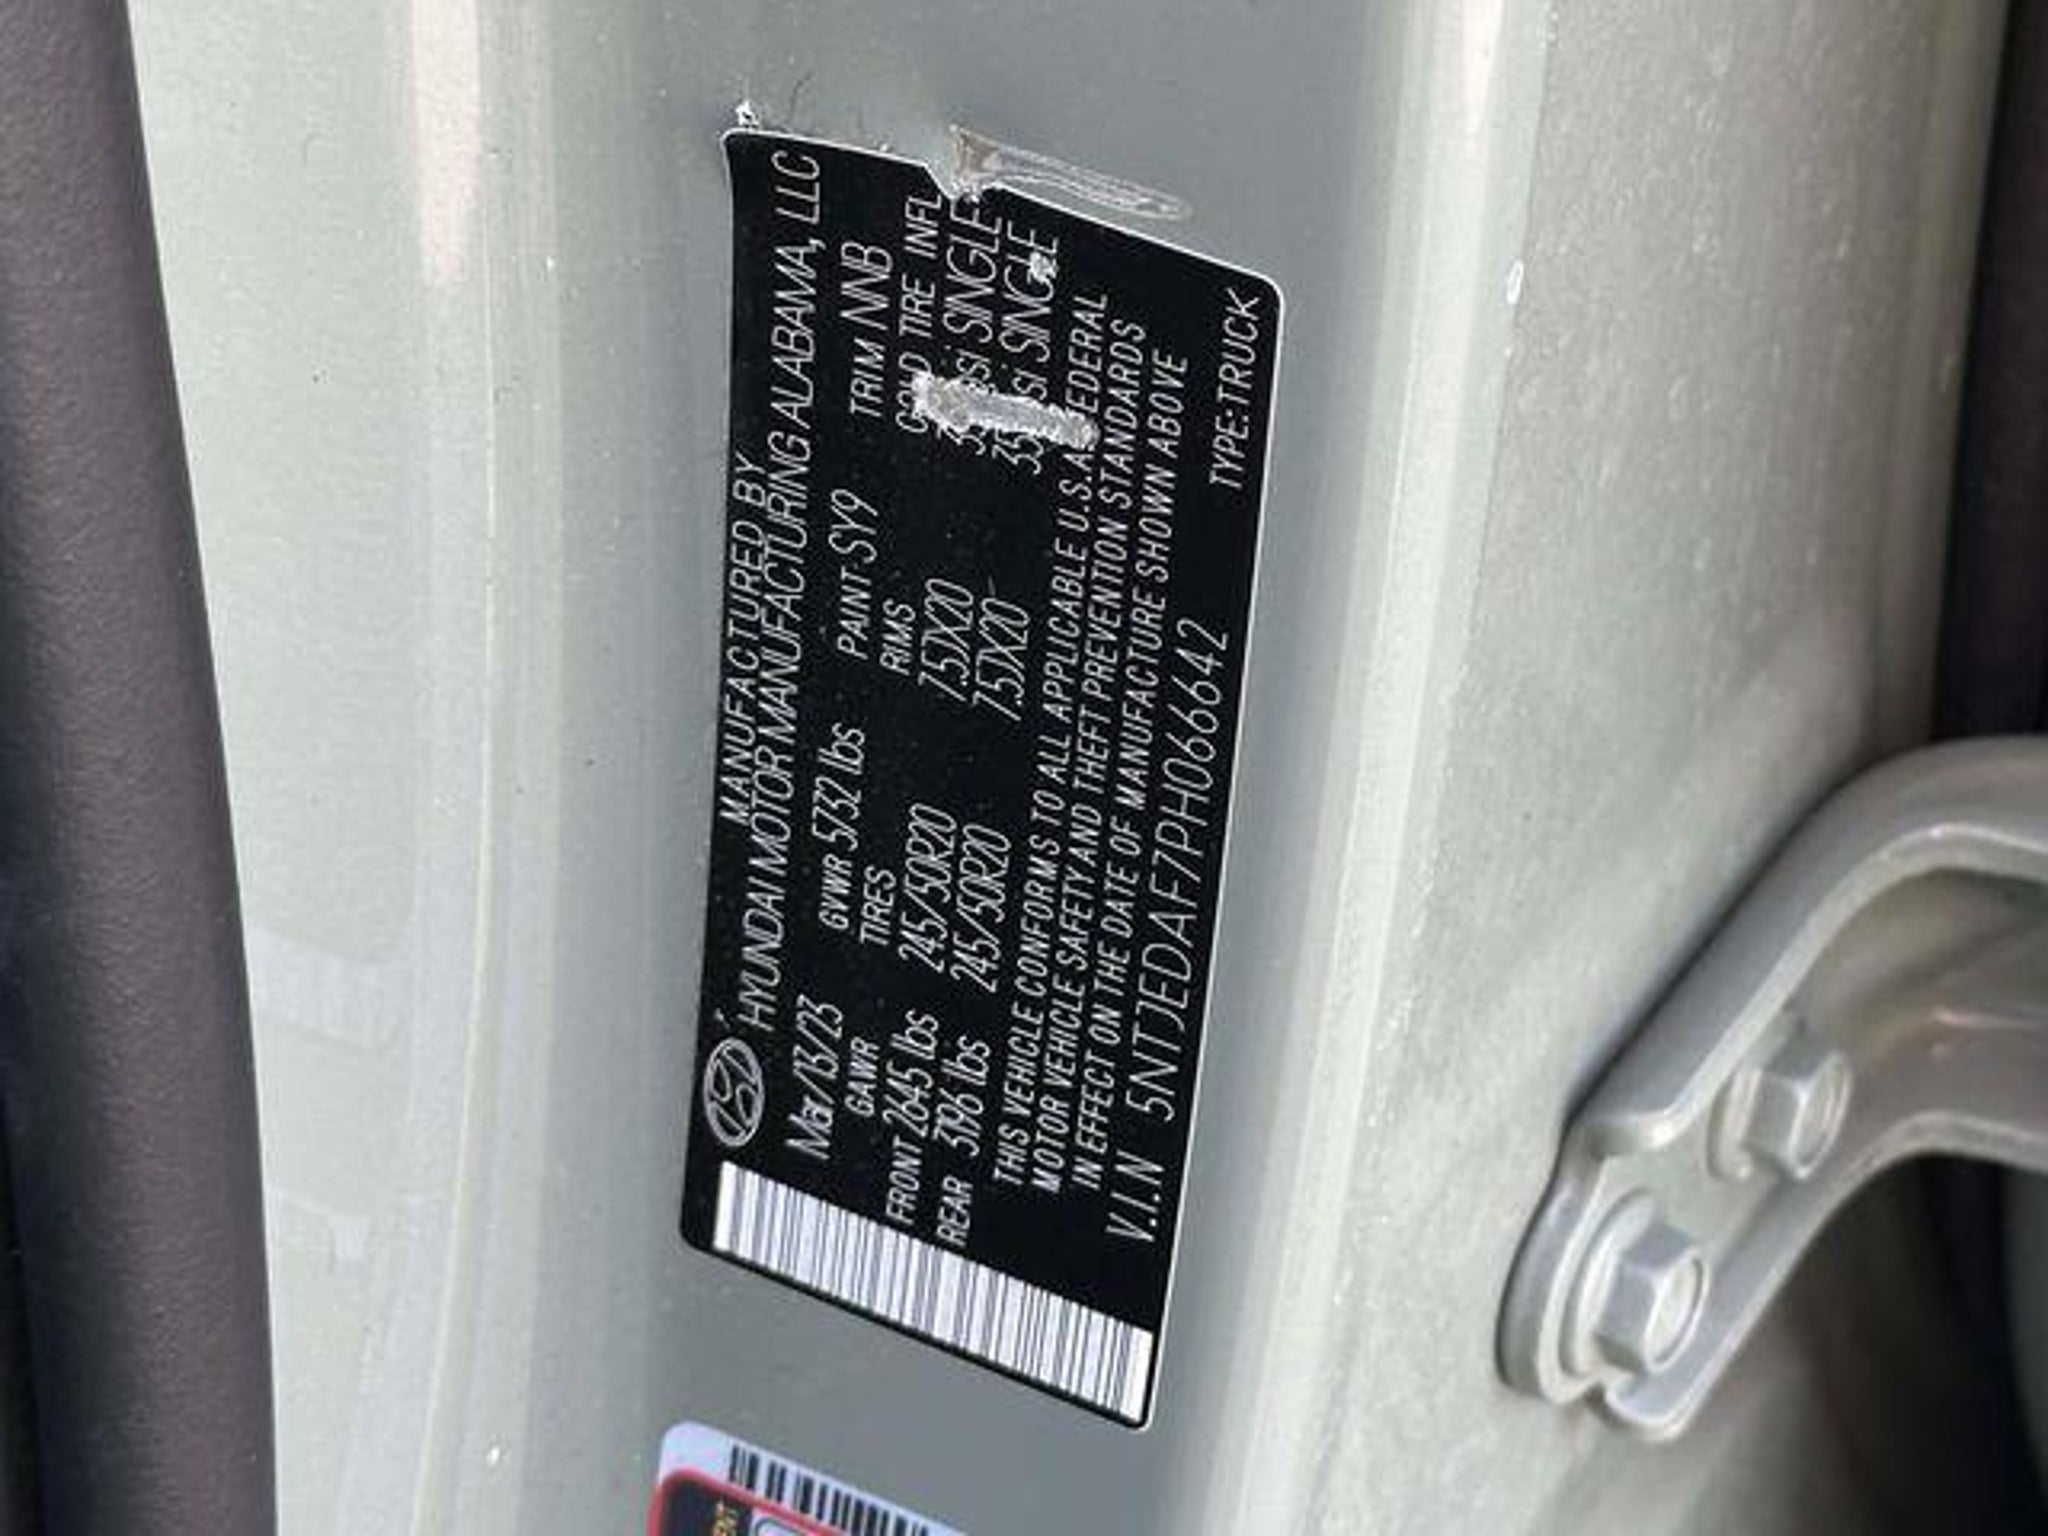 MANUFACTURED BY
HYUNDAI MOTOR MANUFACTURING ALABAMA, LLC
Mar/13/23 GVWR 5732 lbs PAINT SY9 TRIM NNB
GAWR TIRES RIMS COLD TIRE INFL
FRONT 2645 lbs 245/50R20 7.5JX20 SINGLE
REAR 3196 lbs 245/50R20 7.5JX20 35 SINGLE
THIS VEHICLE CONFORMS TO ALL APPLICABLE U.S.A. FEDERAL
MOTOR VEHICLE SAFETY AND THEFT PREVENTION STANDARDS
IN EFFECT ON THE DATE OF MANUFACTURE SHOWN ABOVE
V.I.N 5NTJEDAF7PH066642 TYPE:TRUCK